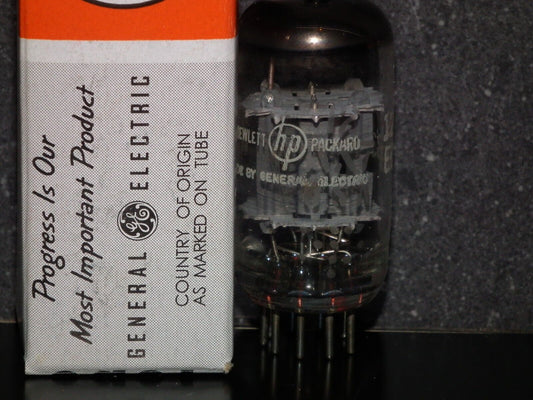 Progress Is Our
Most Important Product
GENERAL GE ELECTRIC
COUNTRY OF ORIGIN
AS MARKED ON TUBE
HEWLETT hp PACKARD
BY GENERAL ELECTRIC